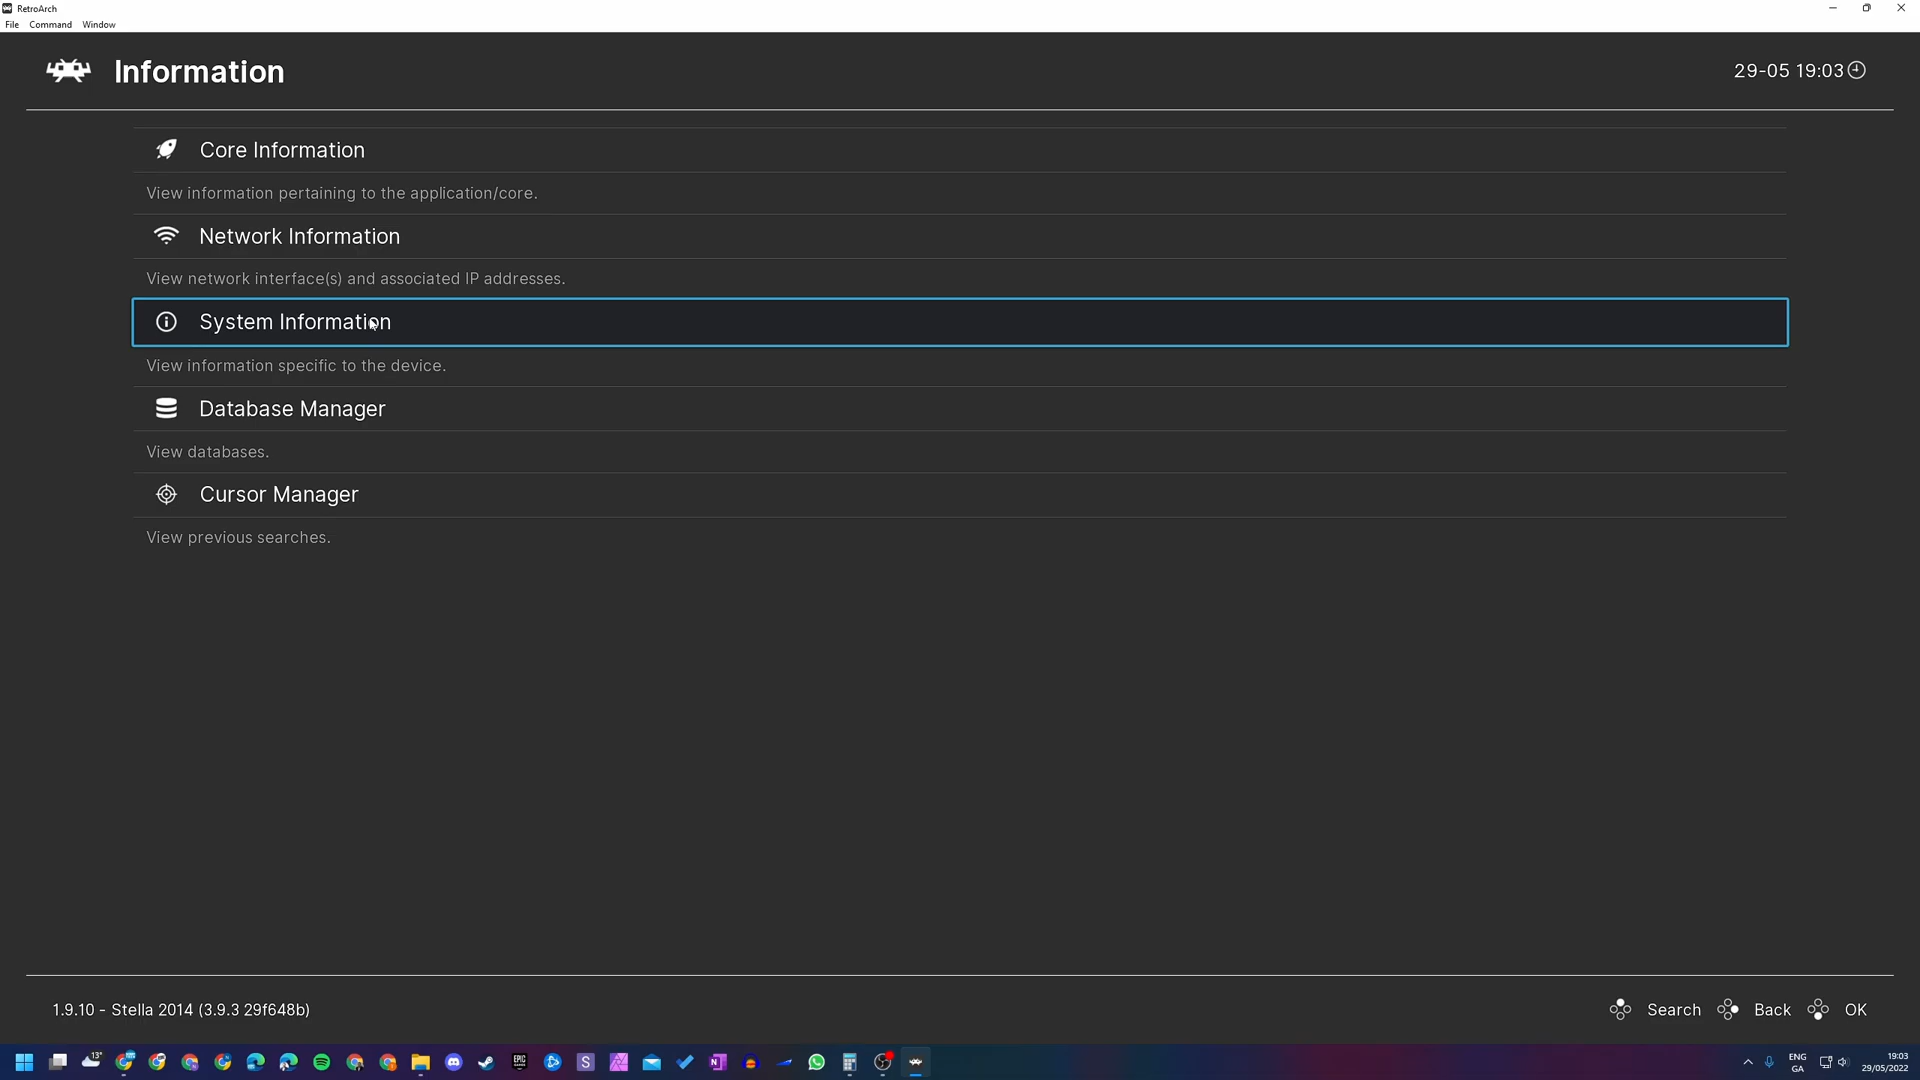 RetroArch
File Command Window
Information
29-05 19:03
Core Information
View information pertaining to the application/core.
Network Information
View network interface(s) and associated IP addresses.
System Information
View information specific to the device.
Database Manager
View databases.
Cursor Manager
View previous searches.
1.9.10 - Stella 2014 (3.9.3 29f648b)
Search Back OK
13°
EPIC
S
N
ENG
GA
19:03
29/05/2022